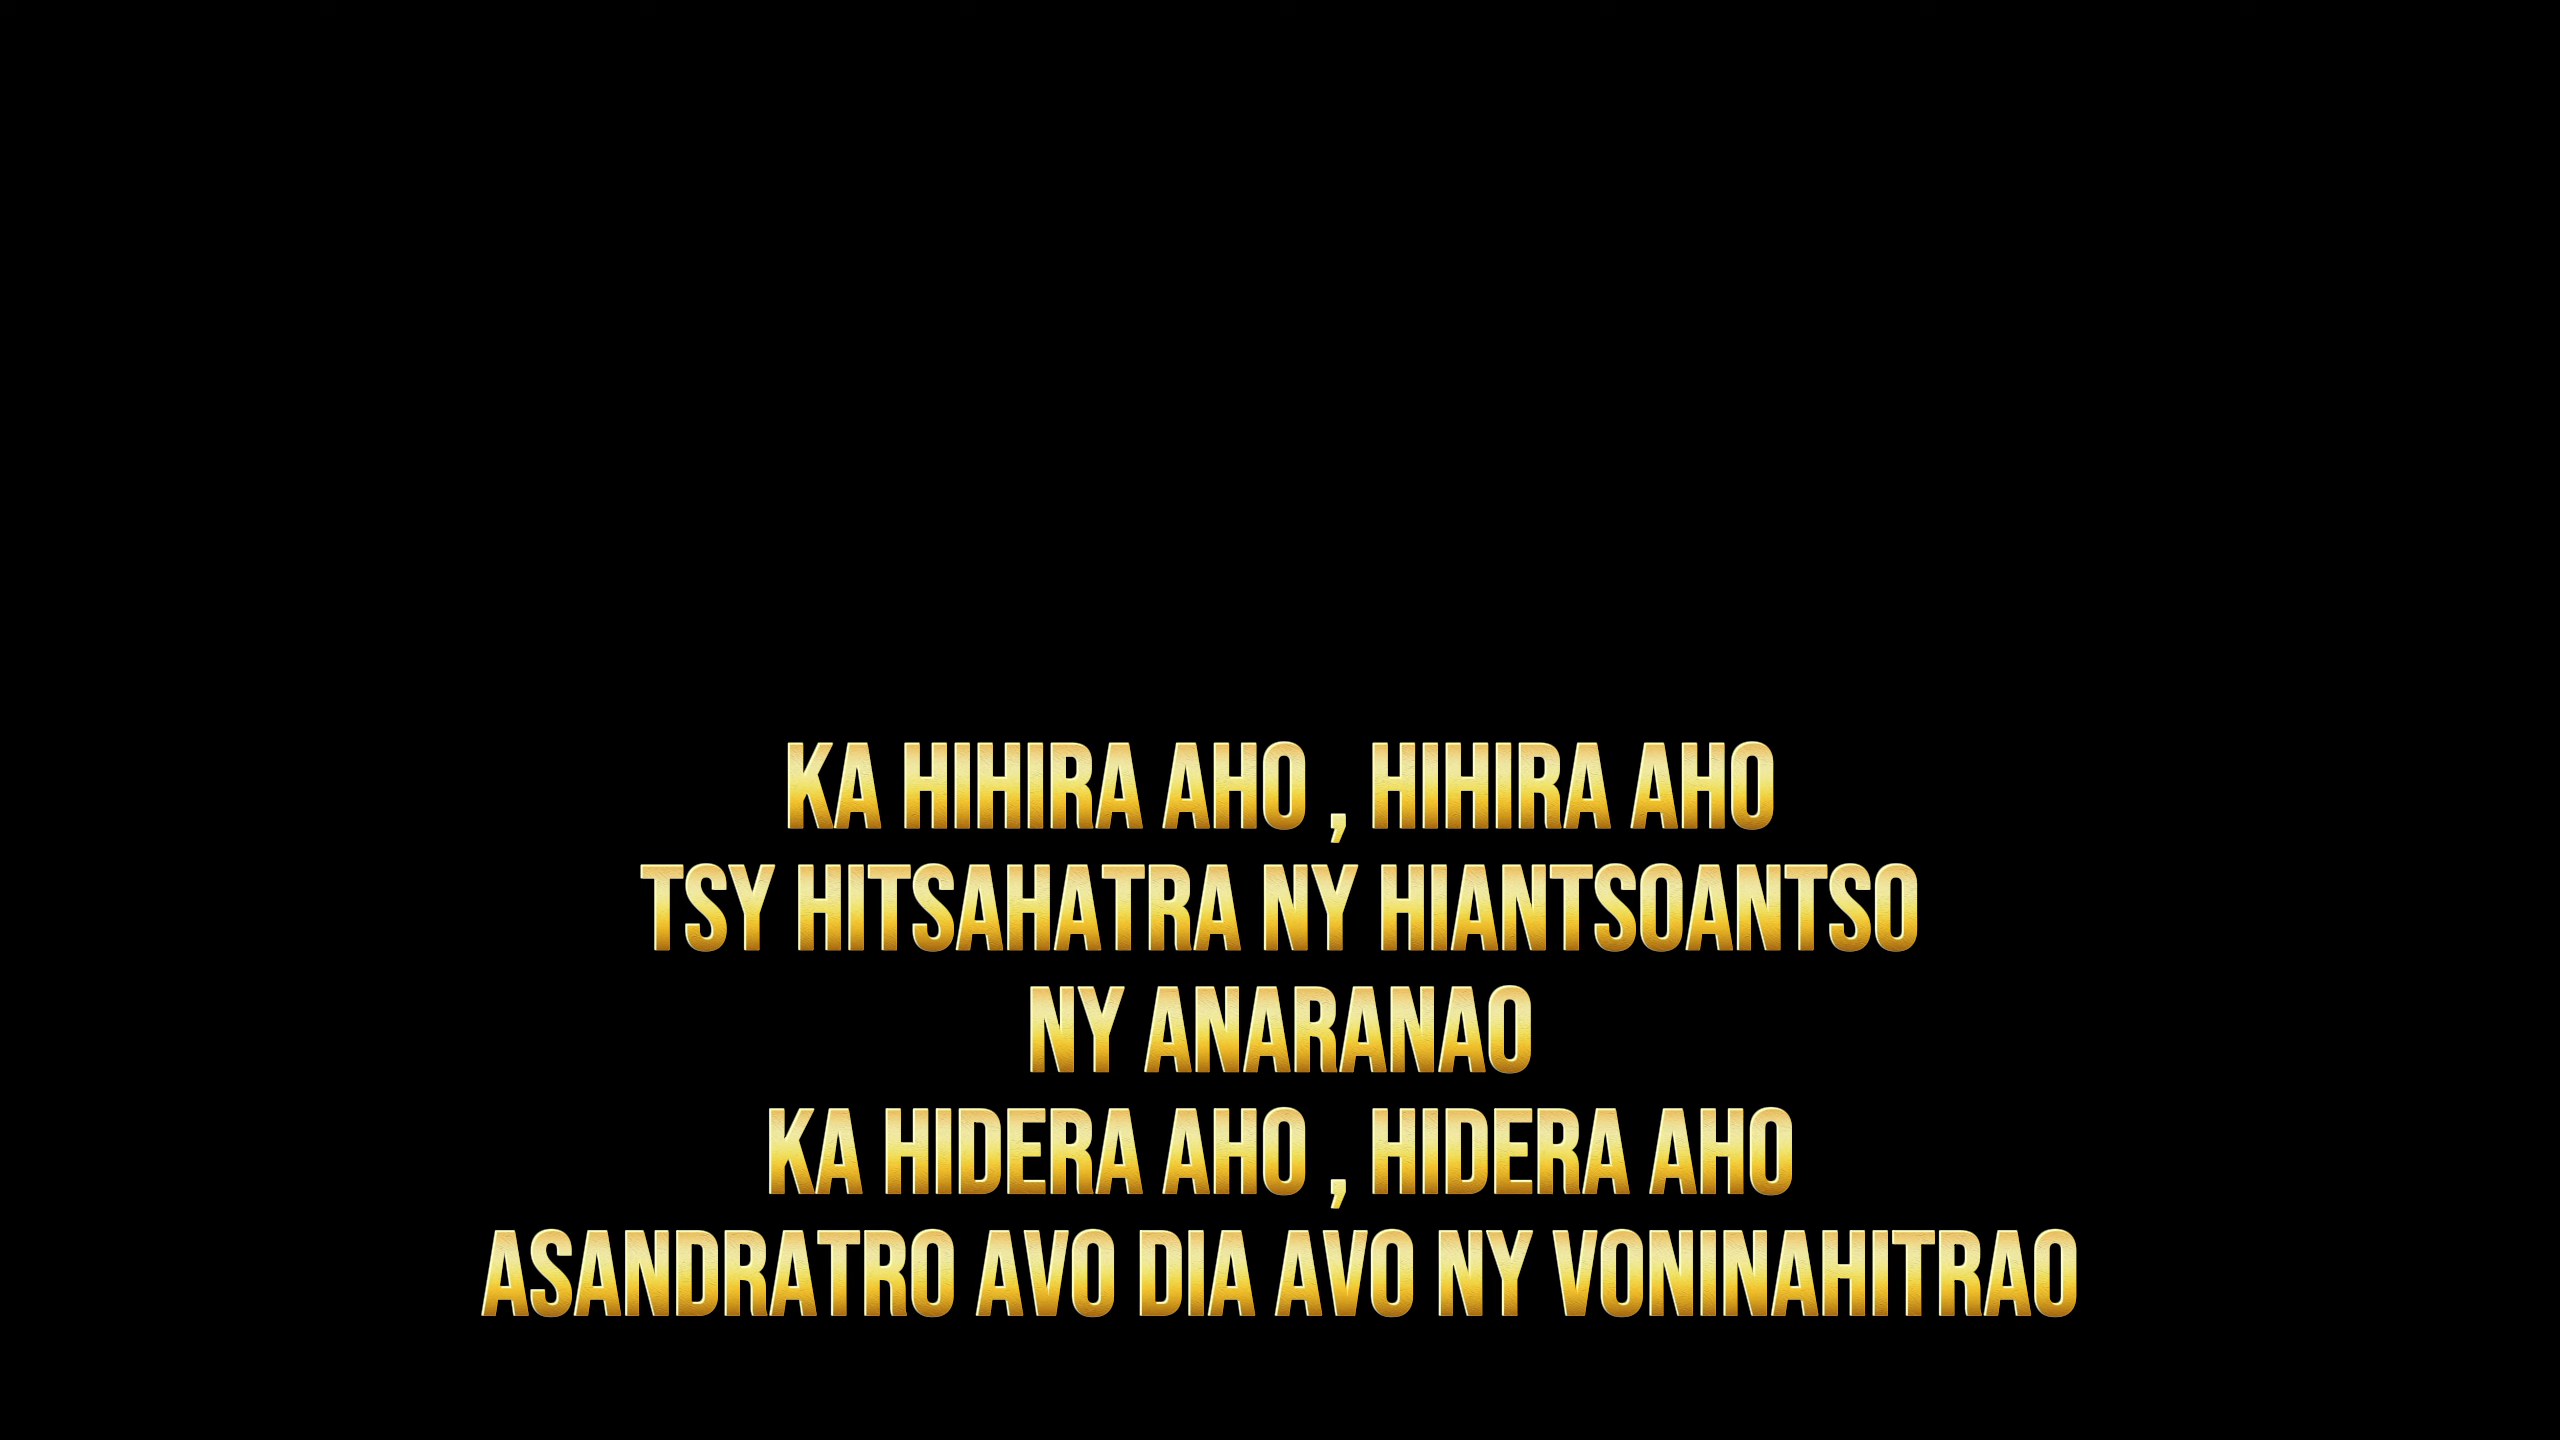 KA HIHIRA AHO , HIHIRA AHO
TSY HITSAHATRA NY HIANTSOANTSO
NY ANARANAO
KA HIDERA AHO , HIDERA AHO
ASANDRATRO AVO DIA AVO NY VONINAHITRAO